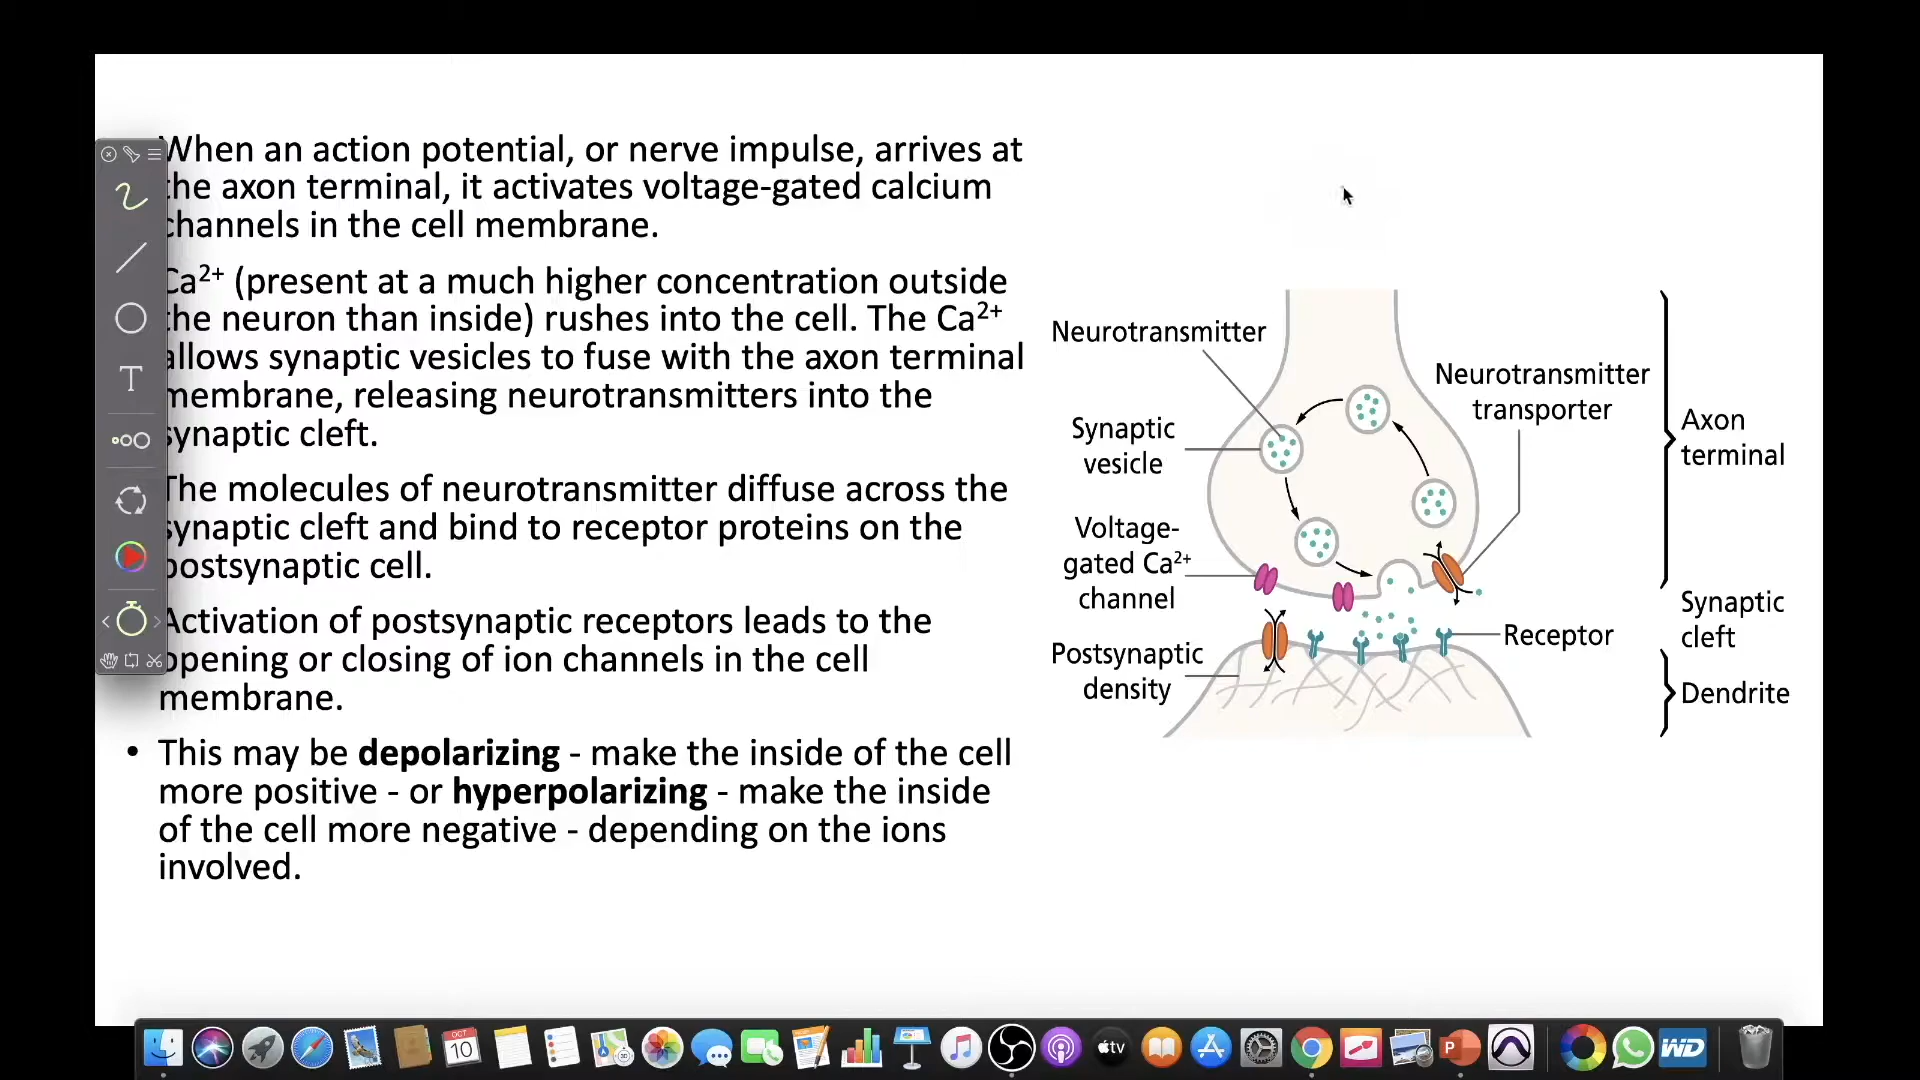 When an action potential, or nerve impulse, arrives at
the axon terminal, it activates voltage-gated calcium
channels in the cell membrane.
Ca²⁺ (present at a much higher concentration outside
the neuron than inside) rushes into the cell. The Ca²⁺
allows synaptic vesicles to fuse with the axon terminal
membrane, releasing neurotransmitters into the
synaptic cleft.
The molecules of neurotransmitter diffuse across the
synaptic cleft and bind to receptor proteins on the
postsynaptic cell.
Activation of postsynaptic receptors leads to the
opening or closing of ion channels in the cell
membrane.
• This may be depolarizing - make the inside of the cell
more positive - or hyperpolarizing - make the inside
of the cell more negative - depending on the ions
involved.
Neurotransmitter
Synaptic
vesicle
Voltage-
gated Ca²⁺
channel
Postsynaptic
density
Neurotransmitter
transporter
Receptor
Axon
terminal
Synaptic
cleft
Dendrite
T
OCT
10
3D
tv
P
WD